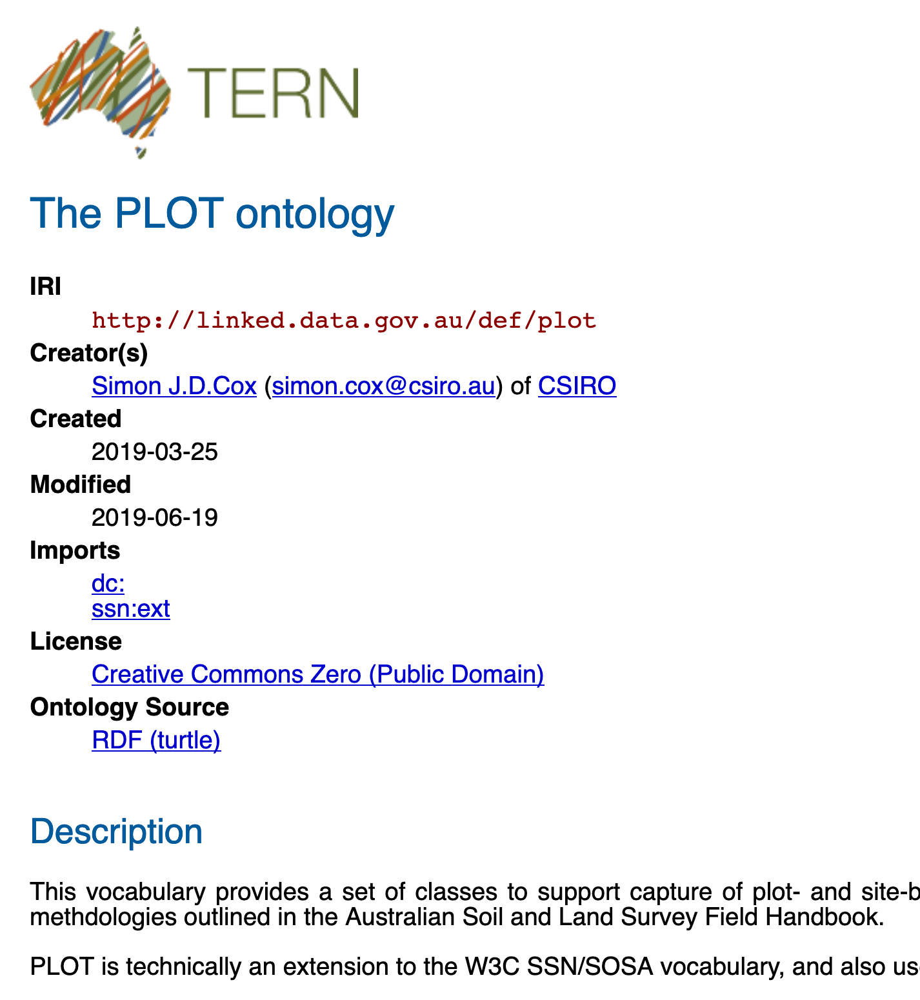 TERN
The PLOT ontology
IRI
http://linked.data.gov.au/def/plot
Creator(s)
Simon J.D.Cox (simon.cox@csiro.au) of CSIRO
Created
2019-03-25
Modified
2019-06-19
Imports
dc:
ssn:ext
License
Creative Commons Zero (Public Domain)
Ontology Source
RDF (turtle)
Description
This vocabulary provides a set of classes to support capture of plot- and site-
methdologies outlined in the Australian Soil and Land Survey Field Handbook.
PLOT is technically an extension to the W3C SSN/SOSA vocabulary, and also